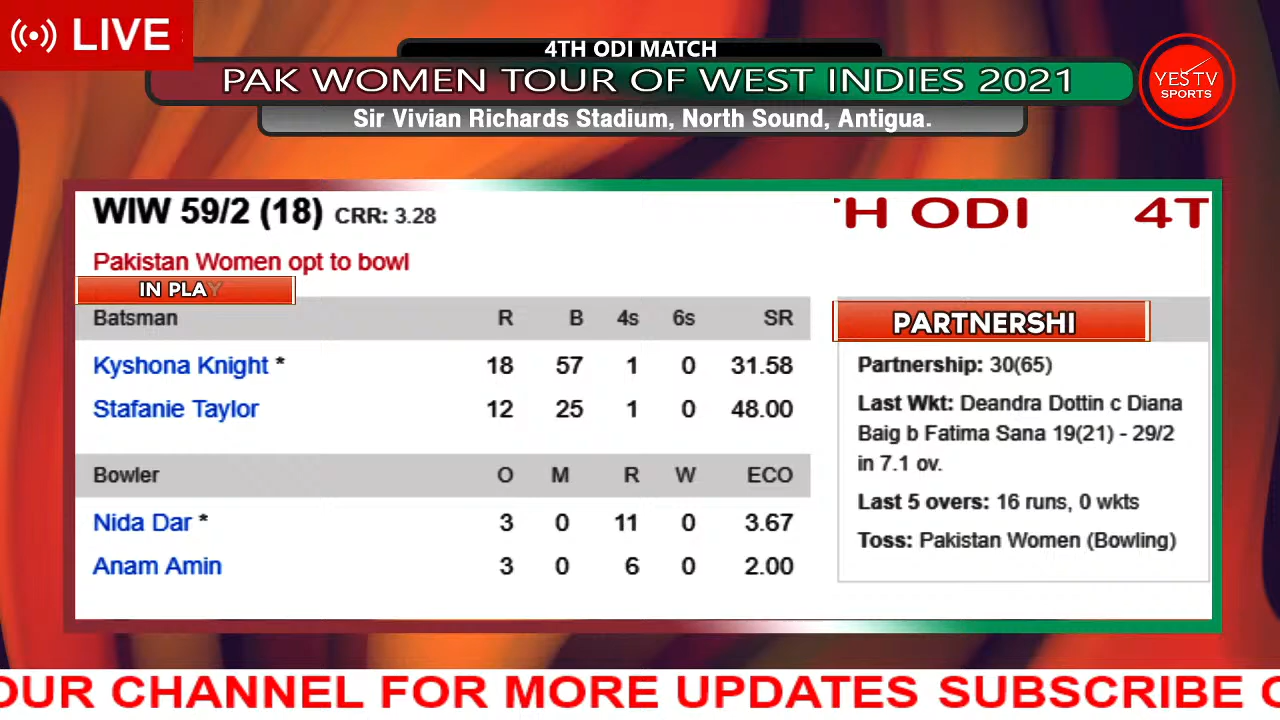 LIVE
4TH ODI MATCH
PAK WOMEN TOUR OF WEST INDIES 2021
YESTV
SPORTS
Sir Vivian Richards Stadium, North Sound, Antigua.
WIW 59/2 (18) CRR: 3.28
TH ODI 4T
Pakistan Women opt to bowl
IN PLAY
Batsman R B 4s 6s SR
PARTNERSHI
Kyshona Knight * 18 57 1 0 31.58
Stafanie Taylor 12 25 1 0 48.00
Bowler O M R W ECO
Nida Dar * 3 0 11 0 3.67
Anam Amin 3 0 6 0 2.00
Partnership: 30(65)
Last Wkt: Deandra Dottin c Diana
Baig b Fatima Sana 19(21) - 29/2
in 7.1 ov.
Last 5 overs: 16 runs, 0 wkts
Toss: Pakistan Women (Bowling)
OUR CHANNEL FOR MORE UPDATES SUBSCRIBE